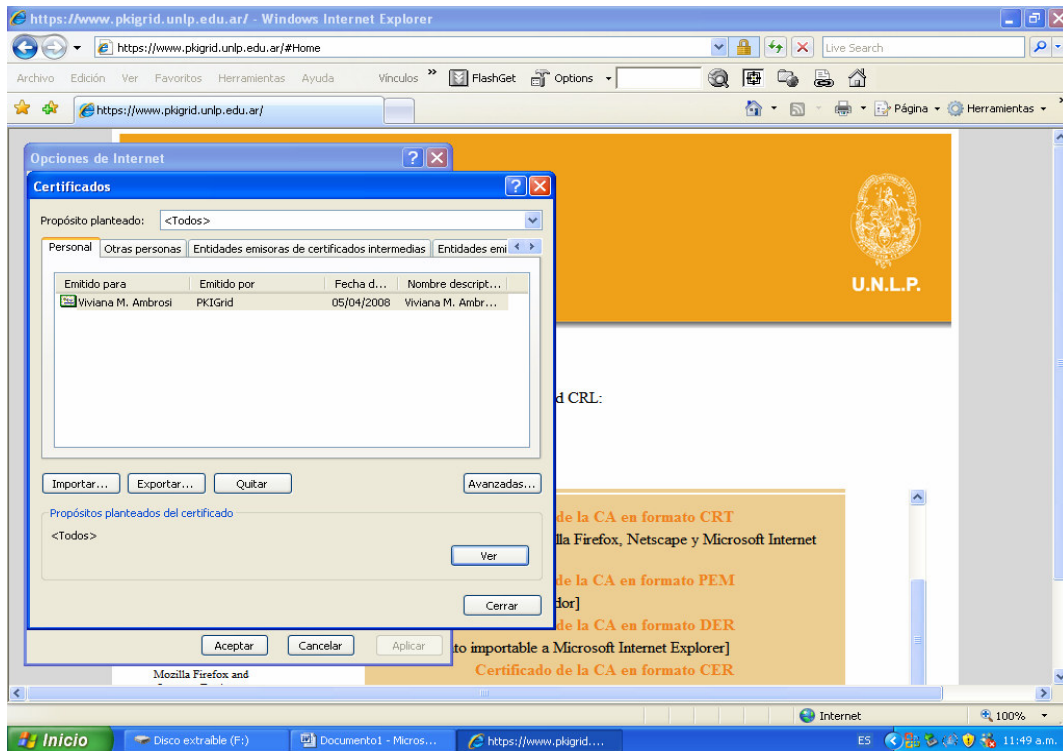 https://www.pkigrid.unlp.edu.ar/ - Windows Internet Explorer
https://www.pkigrid.unlp.edu.ar/#Home
Live Search
Archivo Edición Ver Favoritos Herramientas Ayuda Vínculos » FlashGet Options
https://www.pkigrid.unlp.edu.ar/
Página Herramientas »
Opciones de Internet
Certificados
Propósito planteado: <Todos>
Personal Otras personas Entidades emisoras de certificados intermedias Entidades emi
Emitido para Emitido por Fecha d... Nombre descript...
Viviana M. Ambrosi PKIGrid 05/04/2008 Viviana M. Ambr...
Importar... Exportar... Quitar Avanzadas...
Propósitos planteados del certificado
<Todos>
Ver
Cerrar
Aceptar Cancelar Aplicar
U.N.L.P.
d CRL:
de la CA en formato CRT
lla Firefox, Netscape y Microsoft Internet
de la CA en formato PEM
dor]
de la CA en formato DER
to importable a Microsoft Internet Explorer]
Certificado de la CA en formato CER
Mozilla Firefox and
Internet 100%
Inicio Disco extraíble (F:) Documento1 - Micros... https://www.pkigrid.... ES 11:49 a.m.